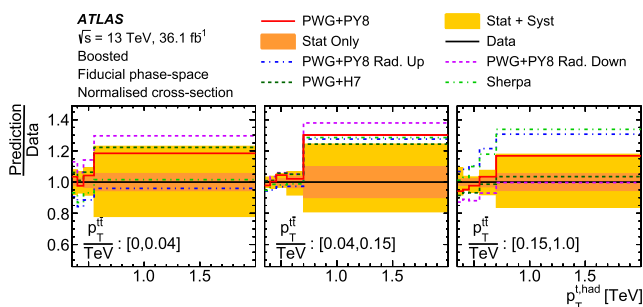 ATLAS
√s = 13 TeV, 36.1 fb⁻¹
Boosted
Fiducial phase-space
Normalised cross-section
PWG+PY8
Stat Only
PWG+PY8 Rad. Up
PWG+H7
Stat + Syst
Data
PWG+PY8 Rad. Down
Sherpa
Prediction
Data
1.4
1.2
1.0
0.8
0.6
p_T^{tt̄}/TeV : [0,0.04]
p_T^{tt̄}/TeV : [0.04,0.15]
p_T^{tt̄}/TeV : [0.15,1.0]
1.0 1.5 1.0 1.5 1.0 1.5
p_T^{t,had} [TeV]